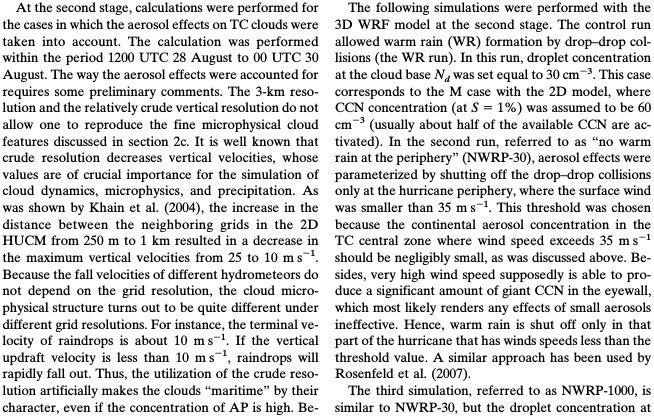 At the second stage, calculations were performed for
the cases in which the aerosol effects on TC clouds were
taken into account. The calculation was performed
within the period 1200 UTC 28 August to 00 UTC 30
August. The way the aerosol effects were accounted for
requires some preliminary comments. The 3-km reso-
lution and the relatively crude vertical resolution do not
allow one to reproduce the fine microphysical cloud
features discussed in section 2c. It is well known that
crude resolution decreases vertical velocities, whose
values are of crucial importance for the simulation of
cloud dynamics, microphysics, and precipitation. As
was shown by Khain et al. (2004), the increase in the
distance between the neighboring grids in the 2D
HUCM from 250 m to 1 km resulted in a decrease in
the maximum vertical velocities from 25 to 10 m s⁻¹.
Because the fall velocities of different hydrometeors do
not depend on the grid resolution, the cloud micro-
physical structure turns out to be quite different under
different grid resolutions. For instance, the terminal ve-
locity of raindrops is about 10 m s⁻¹. If the vertical
updraft velocity is less than 10 m s⁻¹, raindrops will
rapidly fall out. Thus, the utilization of the crude reso-
lution artificially makes the clouds “maritime” by their
character, even if the concentration of AP is high. Be-
The following simulations were performed with the
3D WRF model at the second stage. The control run
allowed warm rain (WR) formation by drop–drop col-
lisions (the WR run). In this run, droplet concentration
at the cloud base N_d was set equal to 30 cm⁻³. This case
corresponds to the M case with the 2D model, where
CCN concentration (at S = 1%) was assumed to be 60
cm⁻³ (usually about half of the available CCN are ac-
tivated). In the second run, referred to as “no warm
rain at the periphery” (NWRP-30), aerosol effects were
parameterized by shutting off the drop–drop collisions
only at the hurricane periphery, where the surface wind
was smaller than 35 m s⁻¹. This threshold was chosen
because the continental aerosol concentration in the
TC central zone where wind speed exceeds 35 m s⁻¹
should be negligibly small, as was discussed above. Be-
sides, very high wind speed supposedly is able to pro-
duce a significant amount of giant CCN in the eyewall,
which most likely renders any effects of small aerosols
ineffective. Hence, warm rain is shut off only in that
part of the hurricane that has winds speeds less than the
threshold value. A similar approach has been used by
Rosenfeld et al. (2007).
The third simulation, referred to as NWRP-1000, is
similar to NWRP-30, but the droplet concentration at